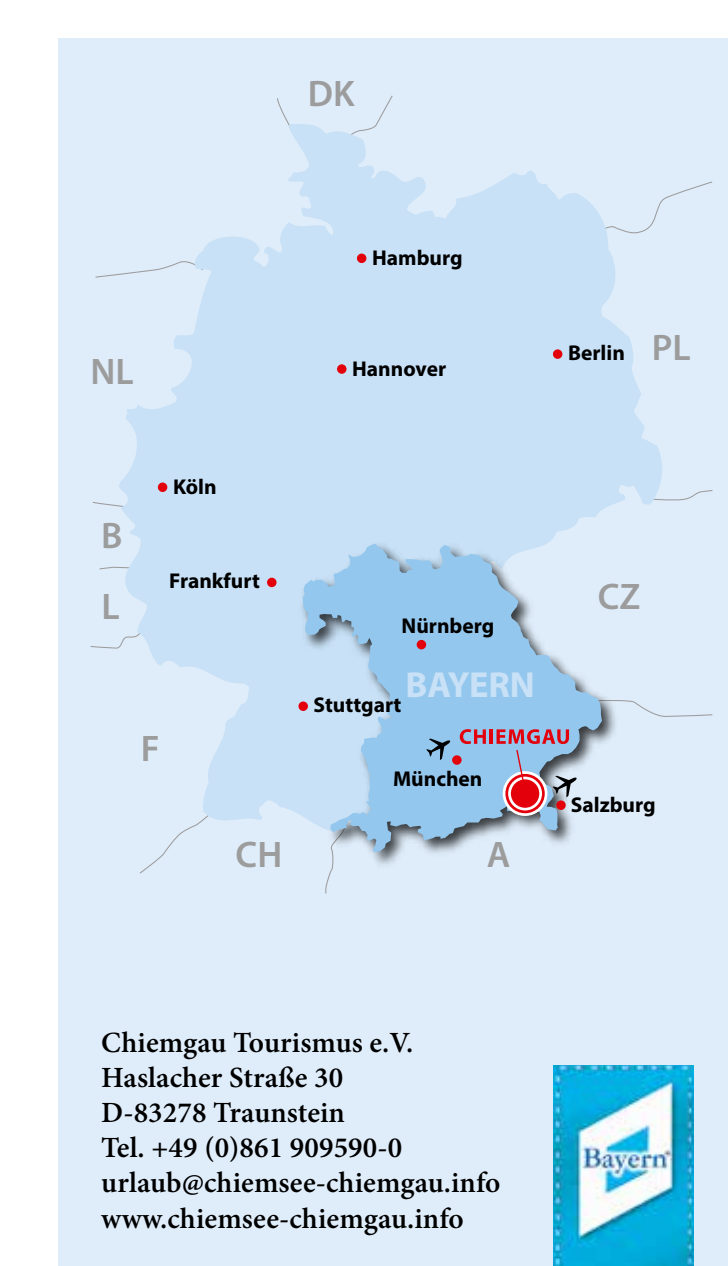 DK
Hamburg
Berlin
PL
NL
Hannover
Köln
B
Frankfurt
CZ
L
Nürnberg
BAYERN
Stuttgart
F
CHIEMGAU
München
Salzburg
CH
A
Chiemgau Tourismus e.V.
Haslacher Straße 30
D-83278 Traunstein
Tel. +49 (0)861 909590-0
urlaub@chiemsee-chiemgau.info
www.chiemsee-chiemgau.info
Bayern